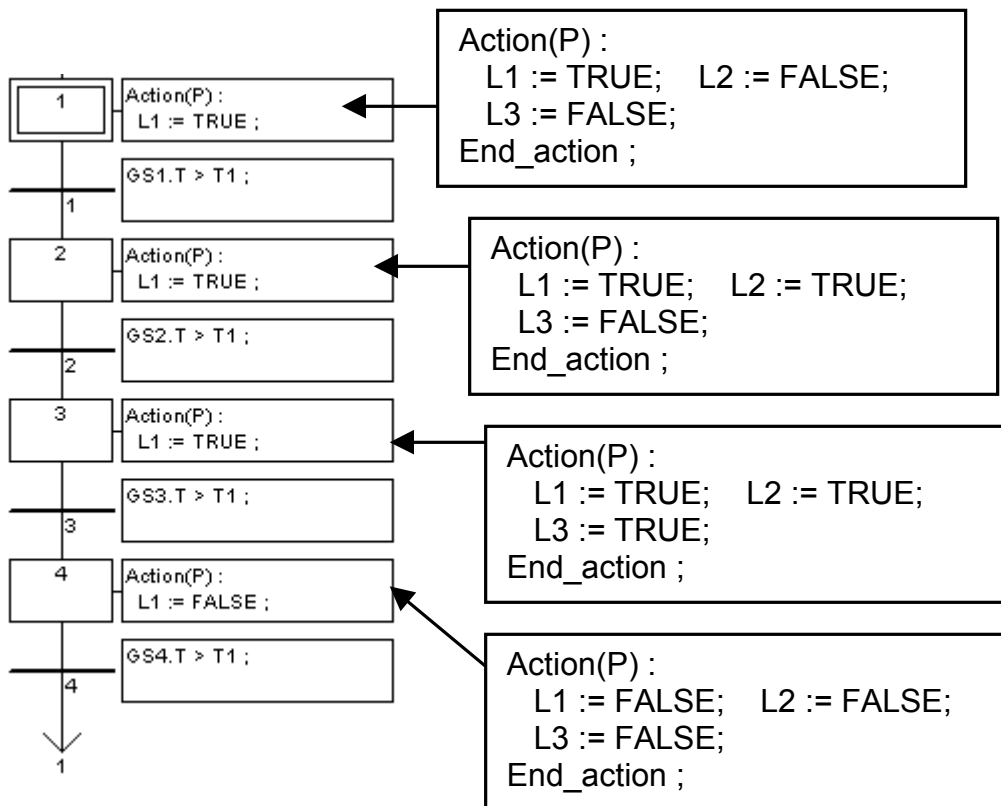 1
Action(P) :
L1 := TRUE ;
Action(P) :
L1 := TRUE;    L2 := FALSE;
L3 := FALSE;
End_action ;
GS1.T > T1 ;
1
2
Action(P) :
L1 := TRUE ;
Action(P) :
L1 := TRUE;    L2 := TRUE;
L3 := FALSE;
End_action ;
GS2.T > T1 ;
2
3
Action(P) :
L1 := TRUE ;
Action(P) :
L1 := TRUE;    L2 := TRUE;
L3 := TRUE;
End_action ;
GS3.T > T1 ;
3
4
Action(P) :
L1 := FALSE ;
Action(P) :
L1 := FALSE;    L2 := FALSE;
L3 := FALSE;
End_action ;
GS4.T > T1 ;
4
1